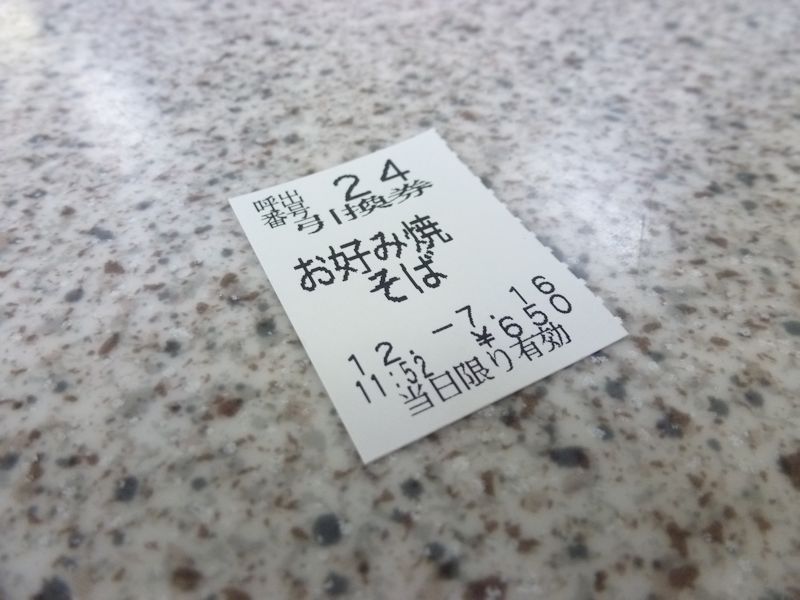 呼出番号 24
引換券
お好み焼
そば
12.-7.16
11:52 ¥650
当日限り有効